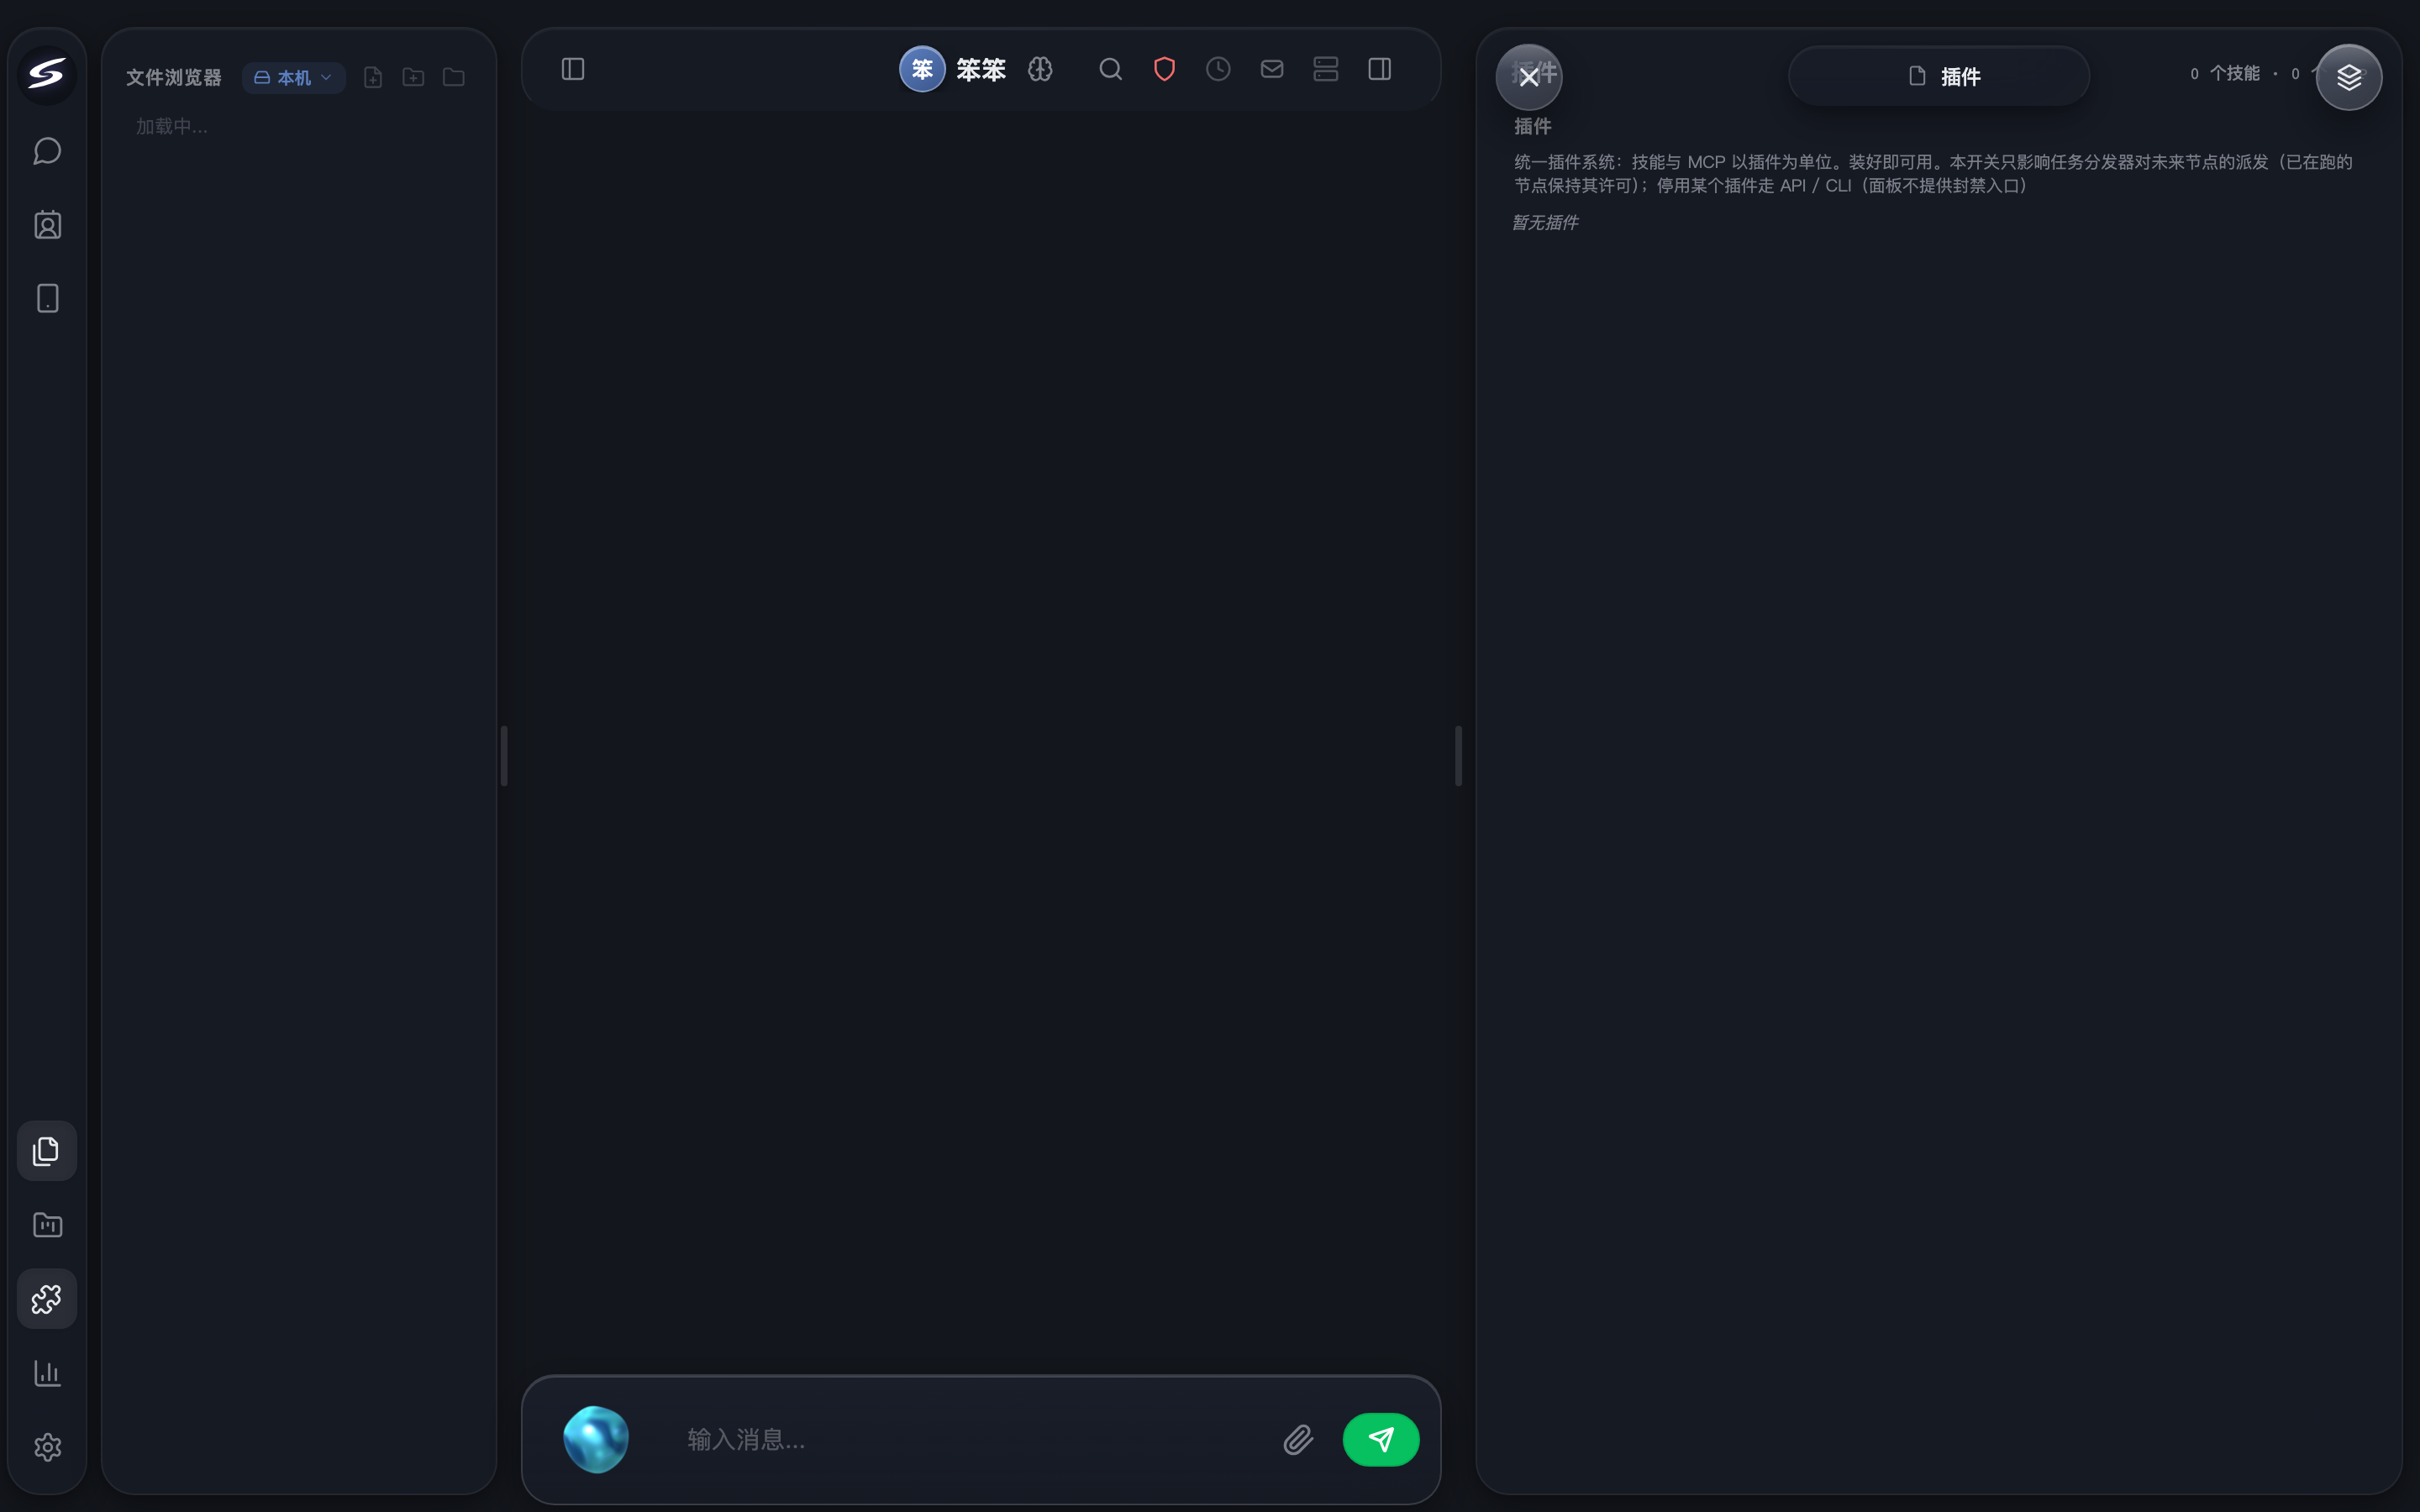 文件浏览器
本机
加载中...
笨
笨笨
输入消息...
插件
插件
0 个技能 · 0 个
插件
统一插件系统：技能与 MCP 以插件为单位。装好即可用。本开关只影响任务分发器对未来节点的派发（已在跑的
节点保持其许可）；停用某个插件走 API / CLI（面板不提供封禁入口）
暂无插件